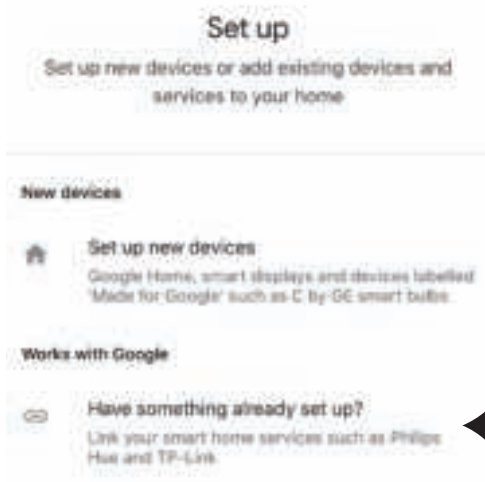 Set up
Set up new devices or add existing devices and
services to your home
New devices
Set up new devices
Google Home, smart displays and devices labelled
'Made for Google' such as C by GE smart bulbs
Works with Google
Have something already set up?
Link your smart home services such as Philips
Hue and TP-Link